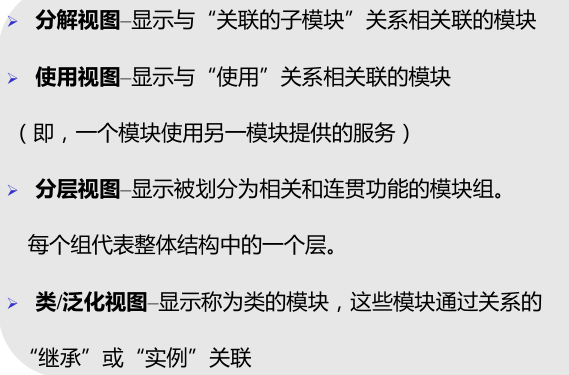 ➢ 分解视图–显示与“关联的子模块”关系相关联的模块
➢ 使用视图–显示与“使用”关系相关联的模块
（即，一个模块使用另一模块提供的服务）
➢ 分层视图–显示被划分为相关和连贯功能的模块组。
每个组代表整体结构中的一个层。
➢ 类/泛化视图–显示称为类的模块，这些模块通过关系的
“继承”或“实例”关联